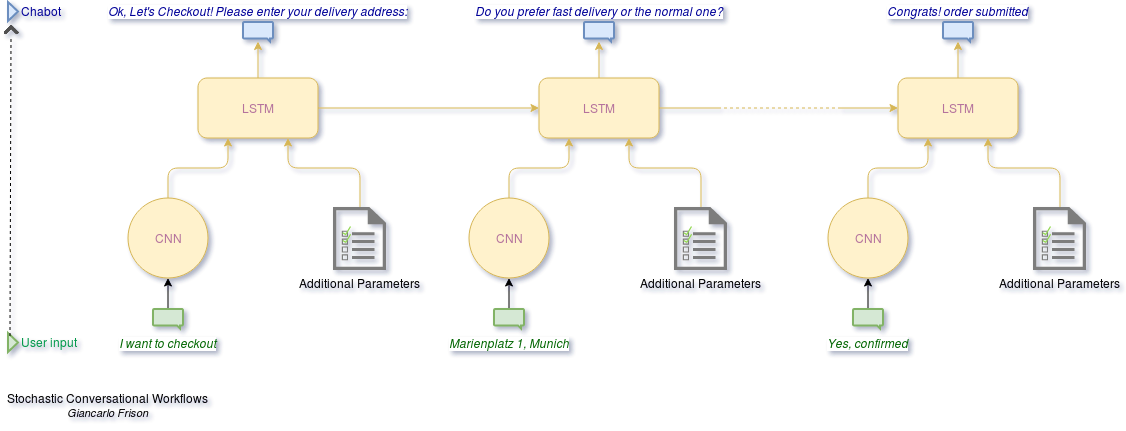 Chabot
Ok, Let's Checkout! Please enter your delivery address:
Do you prefer fast delivery or the normal one?
Congrats! order submitted
LSTM
LSTM
LSTM
CNN
CNN
CNN
Additional Parameters
Additional Parameters
Additional Parameters
User input
I want to checkout
Marienplatz 1, Munich
Yes, confirmed
Stochastic Conversational Workflows
Giancarlo Frison